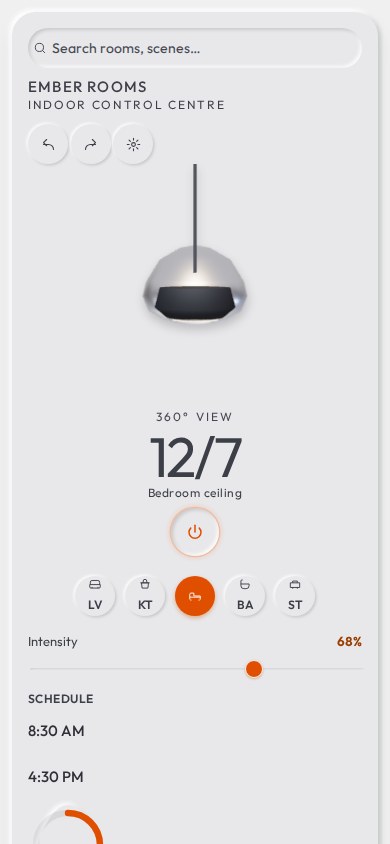 Search rooms, scenes...
EMBER ROOMS
INDOOR CONTROL CENTRE
360° VIEW
12/7
Bedroom ceiling
LV KT BA ST
Intensity 68%
SCHEDULE
8:30 AM
4:30 PM